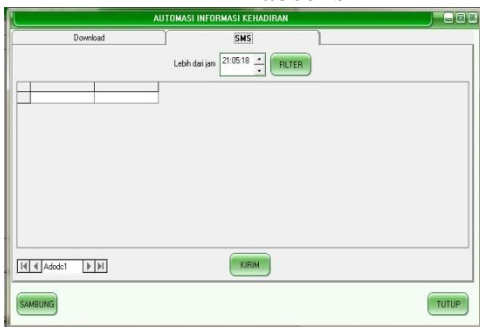 AUTOMASI INFORMASI KEHADIRAN
Download SMS
Lebih dari jam 21:05:18 FILTER
Adodc1 KIRIM
SAMBUNG TUTUP